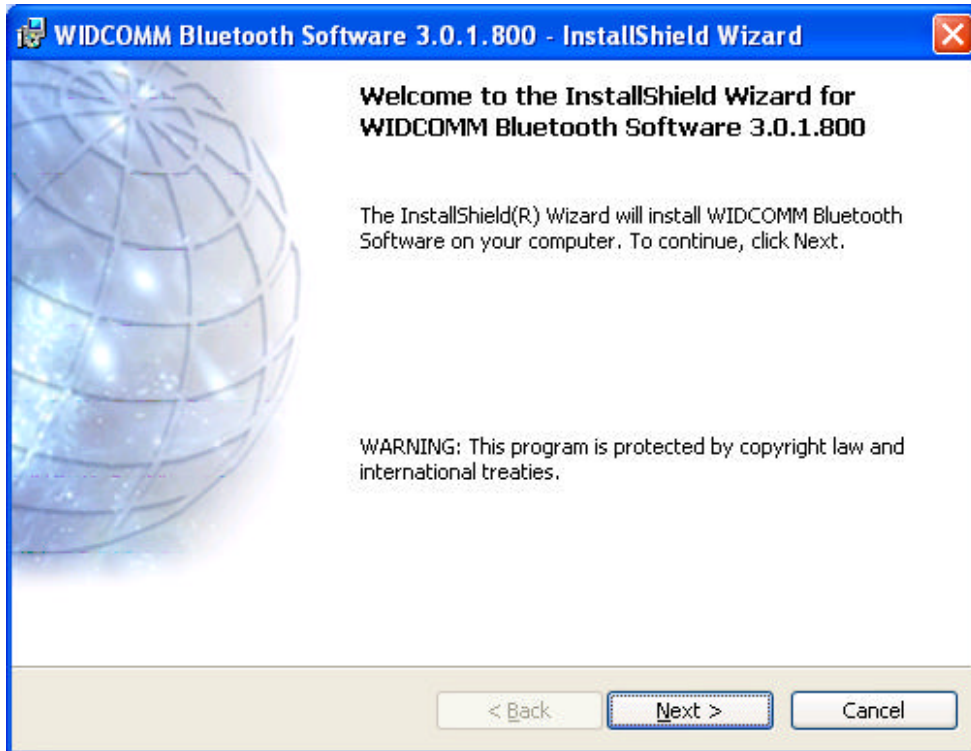 WIDCOMM Bluetooth Software 3.0.1.800 - InstallShield Wizard
Welcome to the InstallShield Wizard for
WIDCOMM Bluetooth Software 3.0.1.800
The InstallShield(R) Wizard will install WIDCOMM Bluetooth
Software on your computer. To continue, click Next.
WARNING: This program is protected by copyright law and
international treaties.
< Back
Next >
Cancel